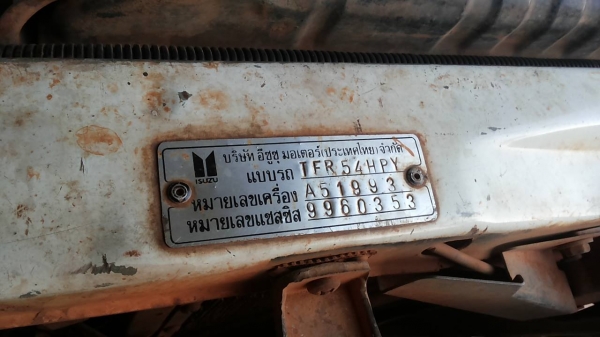 ISUZU
บริษัท อีซูซุ มอเตอร์(ประเทศไทย)จำกัด
แบบรถ TFR54HPY
หมายเลขเครื่อง A51993
หมายเลขแชสซิส 9960353